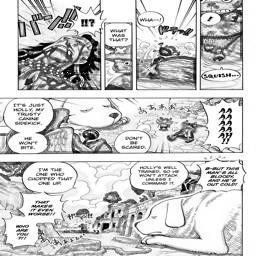 WHA--!
!!?
WHAT
WAS
THAT?
SQUISH...
AAAAAAH!!
IT'S JUST
HOLLY, MY
TRUSTY
CANINE
SIDEKICK!
HE
WON'T
BITE.
DON'T
BE
SCARED.
B-BUT THIS
MAN'S ALL
BLOODY,
AND HE'S
OUT COLD!
HOLLY'S WELL
TRAINED, SO HE
WON'T ATTACK
UNLESS I
COMMAND IT.
I'M THE
ONE WHO
CHOPPED THAT
ONE UP.
THAT
MAKES IT
EVEN
WORSE!!
WHO
ARE
YOU
?!!